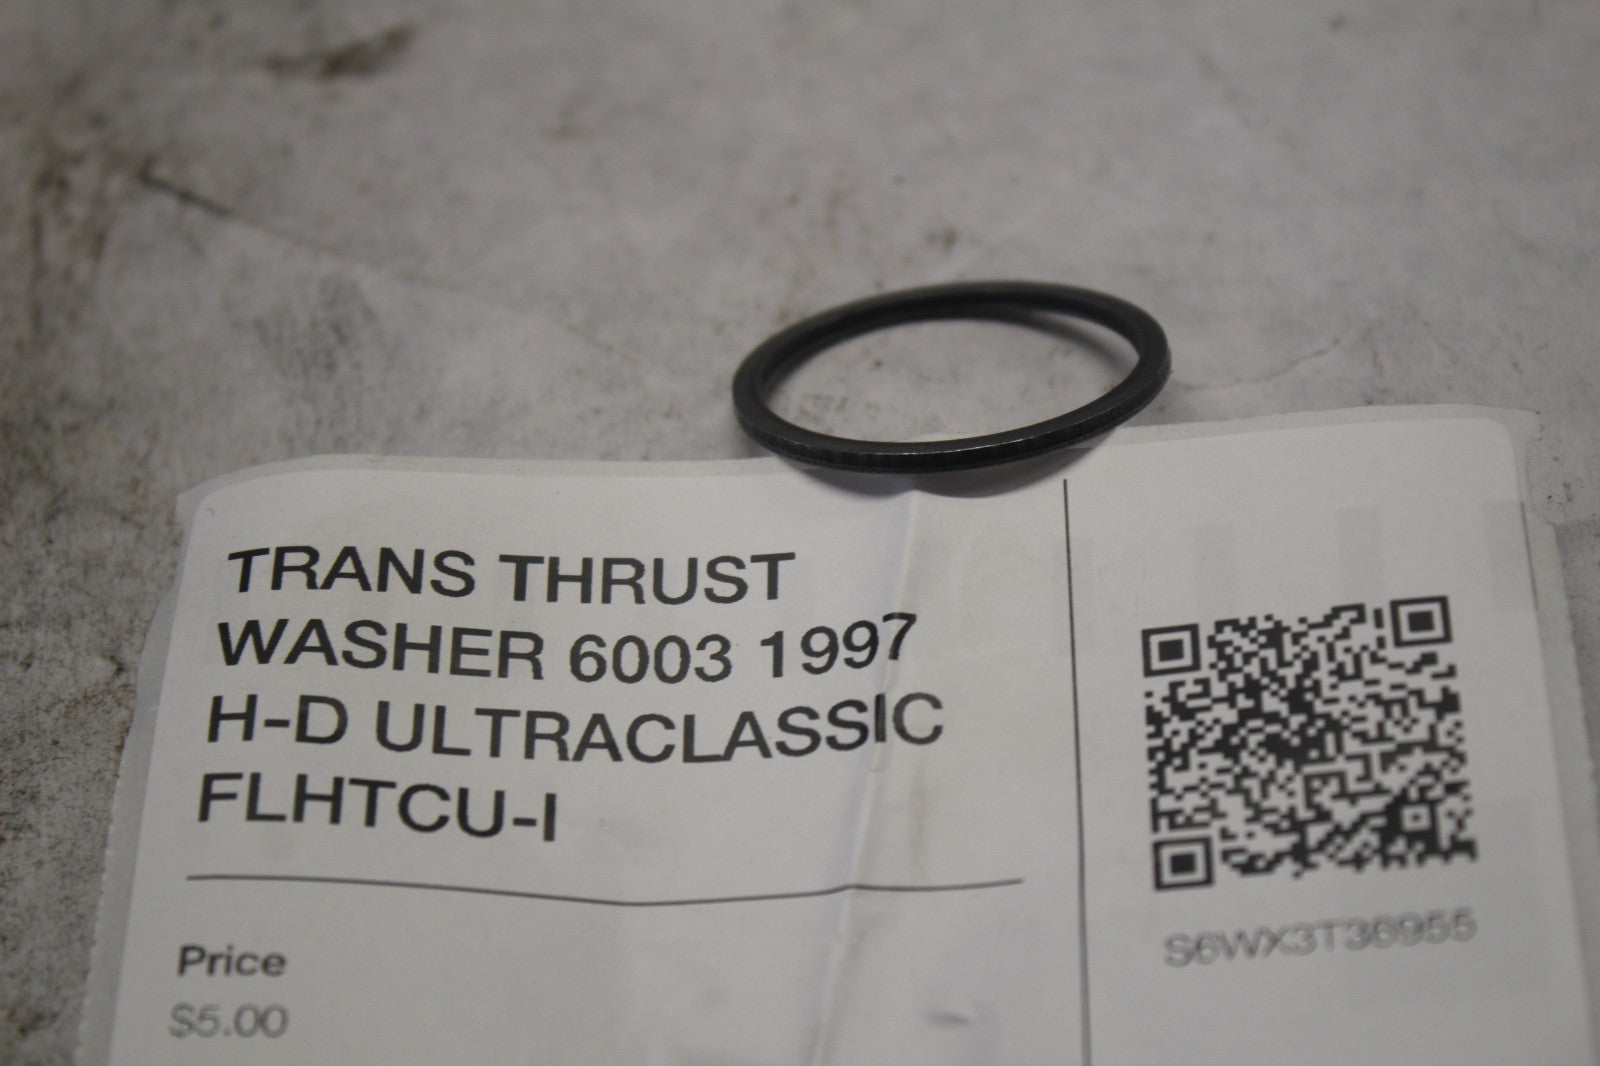 TRANS THRUST
WASHER 6003 1997
H-D ULTRACLASSIC
FLHTCU-I
Price
$5.00
S6WX3T36955